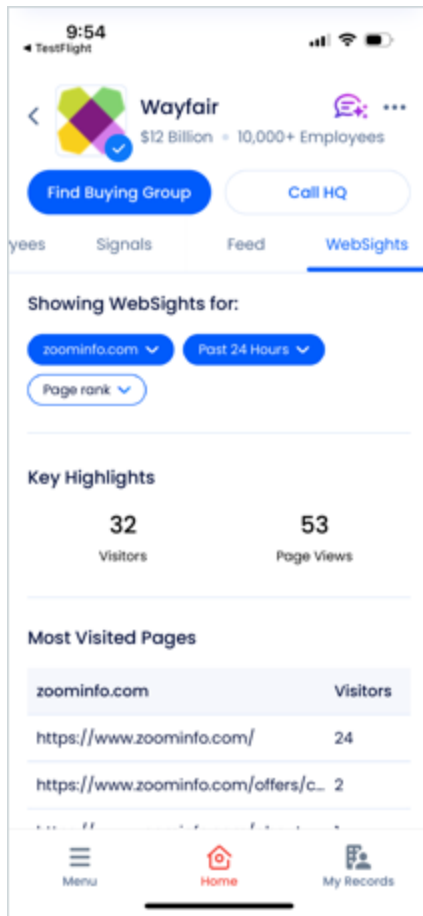 9:54
◀ TestFlight
Wayfair
$12 Billion • 10,000+ Employees
Find Buying Group
Call HQ
yees Signals Feed WebSights
Showing WebSights for:
zoominfo.com Past 24 Hours
Page rank
Key Highlights
32 53
Visitors Page Views
Most Visited Pages
zoominfo.com Visitors
https://www.zoominfo.com/ 24
https://www.zoominfo.com/offers/c... 2
Menu Home My Records